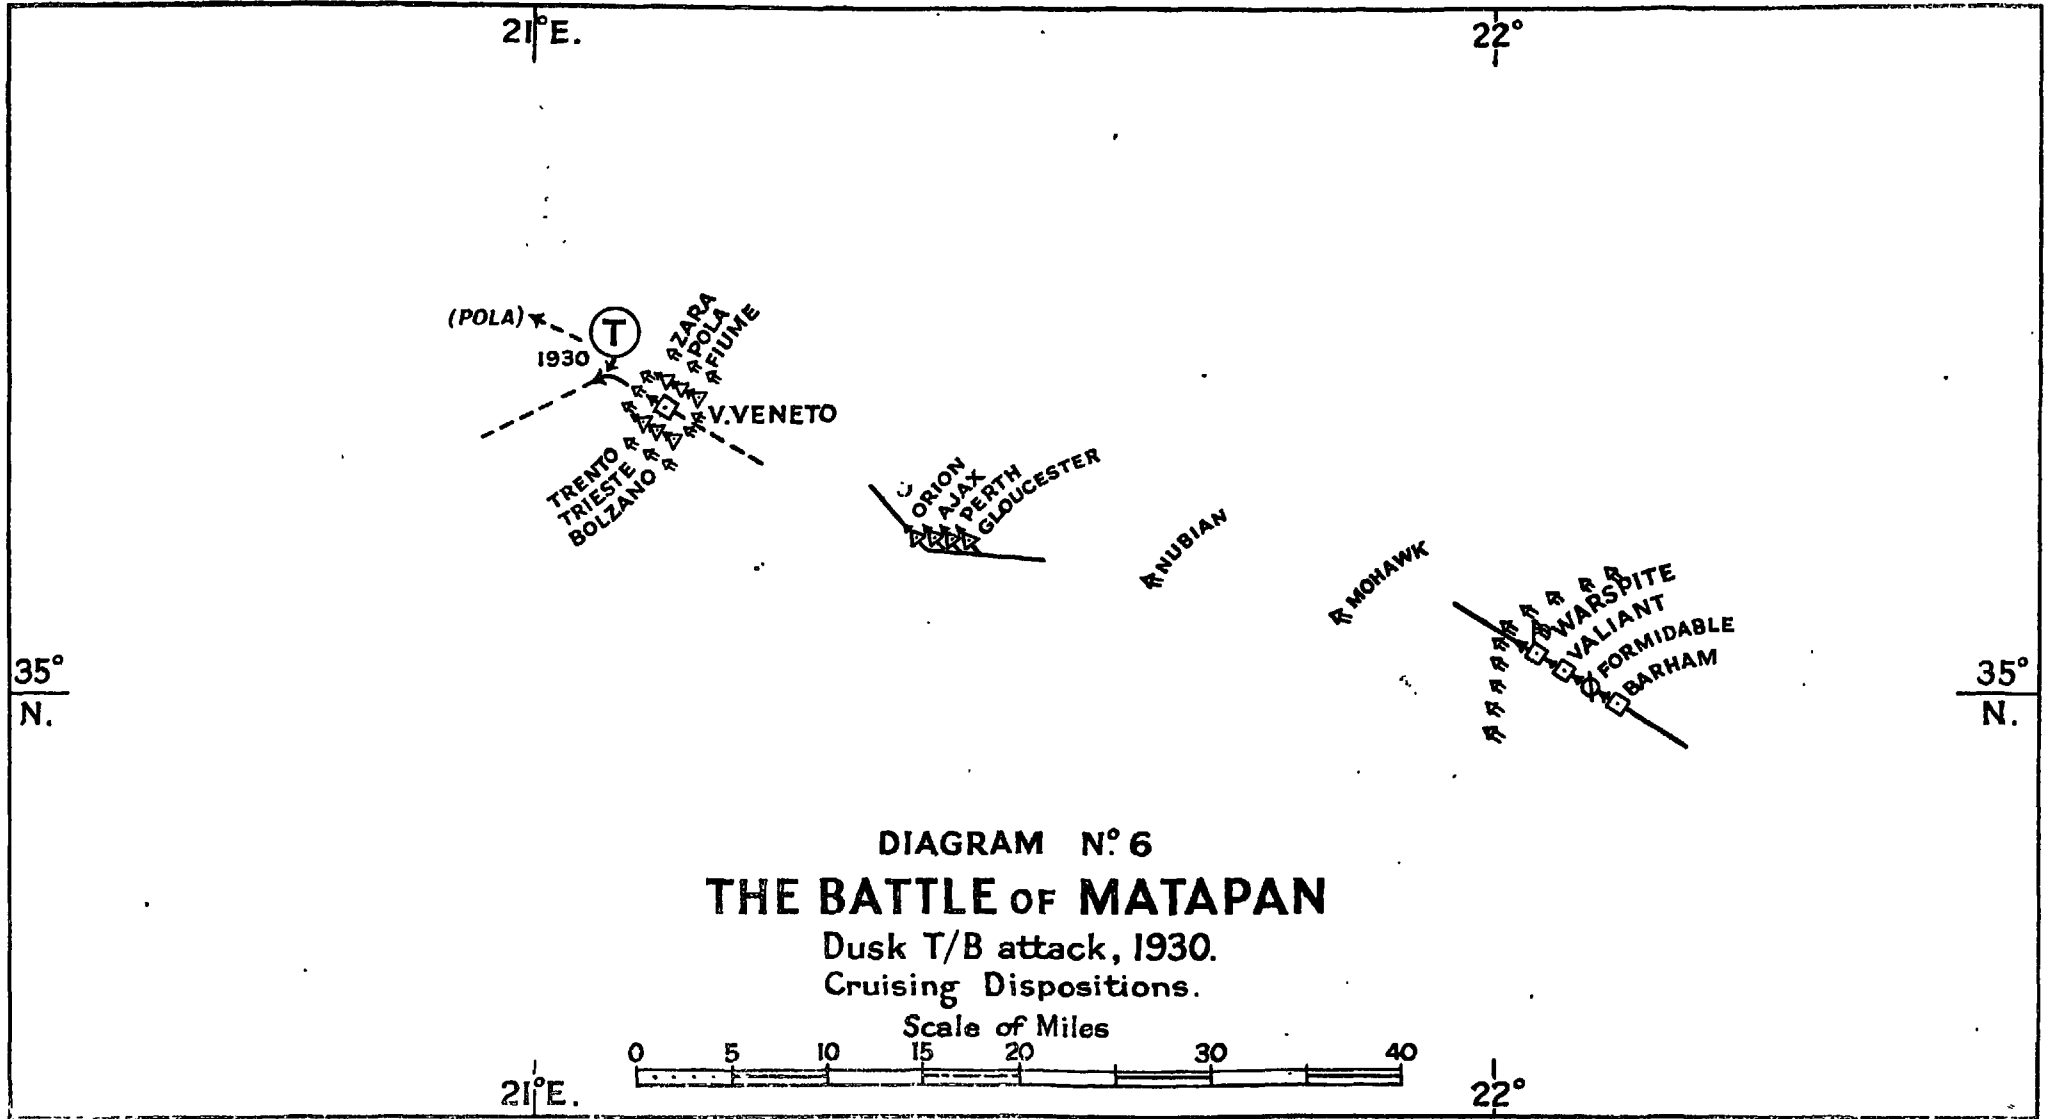 21°E.
22°
(POLA)
T
1930
ZARA
POLA
FIUME
V.VENETO
TRENTO
TRIESTE
BOLZANO
ORION
AJAX
PERTH
GLOUCESTER
NUBIAN
MOHAWK
WARSPITE
VALIANT
FORMIDABLE
BARHAM
35°
N.
35°
N.
DIAGRAM Nº 6
THE BATTLE OF MATAPAN
Dusk T/B attack, 1930.
Cruising Dispositions.
Scale of Miles
0 5 10 15 20 30 40
21°E.
22°